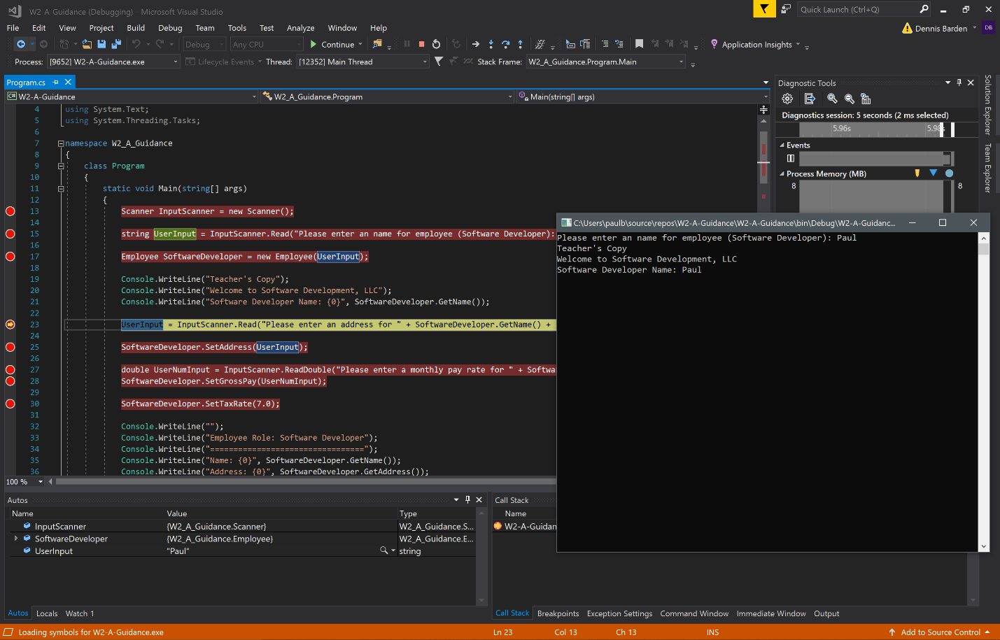 W2-A-Guidance (Debugging) - Microsoft Visual Studio
Quick Launch (Ctrl+Q)
File Edit View Project Build Debug Team Tools Test Analyze Window Help
Dennis Barden DB
Debug Any CPU Continue Application Insights
Process: [9652] W2-A-Guidance.exe Lifecycle Events Thread: [12352] Main Thread Stack Frame: W2_A_Guidance.Program.Main
Program.cs
C# W2-A-Guidance W2_A_Guidance.Program Main(string[] args)
4 using System.Text;
5 using System.Threading.Tasks;
6
7 namespace W2_A_Guidance
8 {
9 class Program
10 {
11 static void Main(string[] args)
12 {
13 Scanner InputScanner = new Scanner();
14
15 string UserInput = InputScanner.Read("Please enter an name for employee (Software Developer):
16
17 Employee SoftwareDeveloper = new Employee(UserInput);
18
19 Console.WriteLine("Teacher's Copy");
20 Console.WriteLine("Welcome to Software Development, LLC");
21 Console.WriteLine("Software Developer Name: {0}", SoftwareDeveloper.GetName());
22
23 UserInput = InputScanner.Read("Please enter an address for " + SoftwareDeveloper.GetName() +
24
25 SoftwareDeveloper.SetAddress(UserInput);
26
27 double UserNumInput = InputScanner.ReadDouble("Please enter a monthly pay rate for " + Softwa
28 SoftwareDeveloper.SetGrossPay(UserNumInput);
29
30 SoftwareDeveloper.SetTaxRate(7.0);
31
32 Console.WriteLine("");
33 Console.WriteLine("Employee Role: Software Developer");
34 Console.WriteLine("=================================");
35 Console.WriteLine("Name: {0}", SoftwareDeveloper.GetName());
36 Console.WriteLine("Address: {0}", SoftwareDeveloper.GetAddress());
100 %
Diagnostic Tools
Diagnostics session: 5 seconds (2 ms selected)
5.96s 5.98s
Events
Process Memory (MB)
8 8
Solution Explorer
Team Explorer
C:\Users\paulb\source\repos\W2-A-Guidance\W2-A-Guidance\bin\Debug\W2-A-Guidanc...
Please enter an name for employee (Software Developer): Paul
Teacher's Copy
Welcome to Software Development, LLC
Software Developer Name: Paul
Autos
Name Value Type
InputScanner {W2_A_Guidance.Scanner} W2_A_Guidance.S...
SoftwareDeveloper {W2_A_Guidance.Employee} W2_A_Guidance.E...
UserInput "Paul" string
Autos Locals Watch 1
Call Stack
Name
W2-A-Guidan
Call Stack Breakpoints Exception Settings Command Window Immediate Window Output
Loading symbols for W2-A-Guidance.exe Ln 23 Col 13 Ch 13 INS Add to Source Control